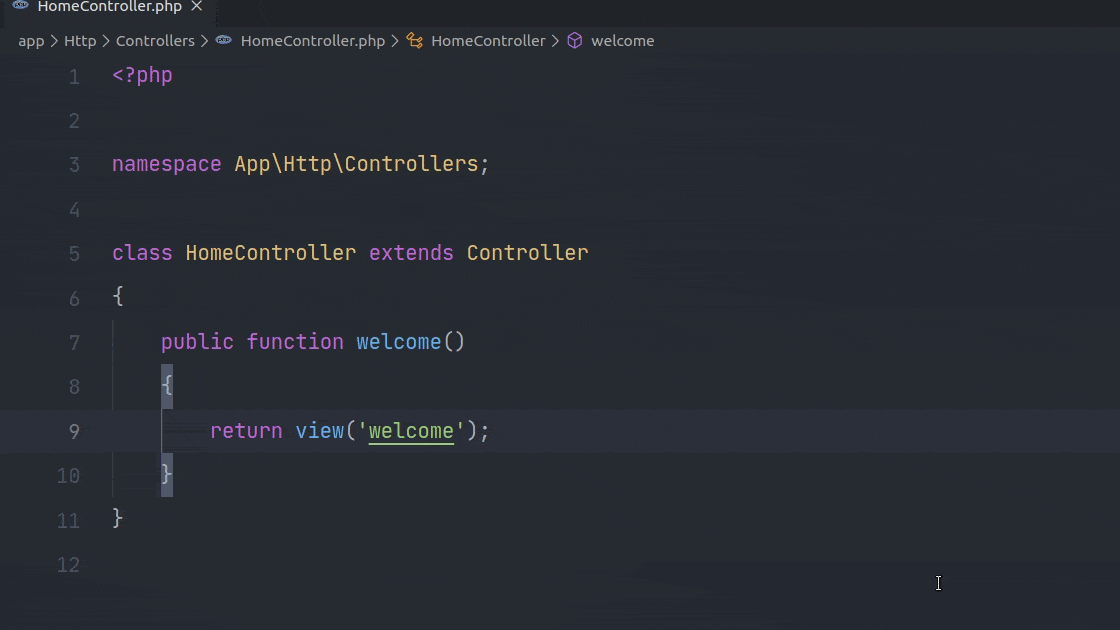 HomeController.php
app > Http > Controllers > HomeController.php > HomeController > welcome
1 <?php
2
3 namespace App\Http\Controllers;
4
5 class HomeController extends Controller
6 {
7     public function welcome()
8     {
9         return view('welcome');
10     }
11 }
12